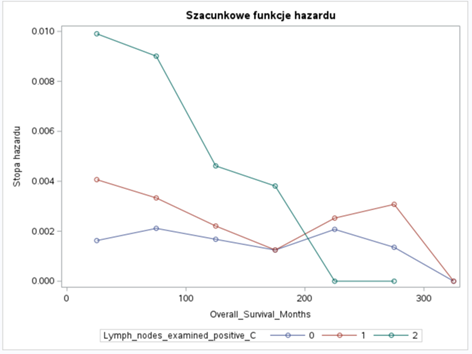 Szacunkowe funkcje hazardu
0.010
0.008
0.006
0.004
0.002
0.000
Stopa hazardu
0 100 200 300
Overall_Survival_Months
Lymph_nodes_examined_positive_C 0 1 2